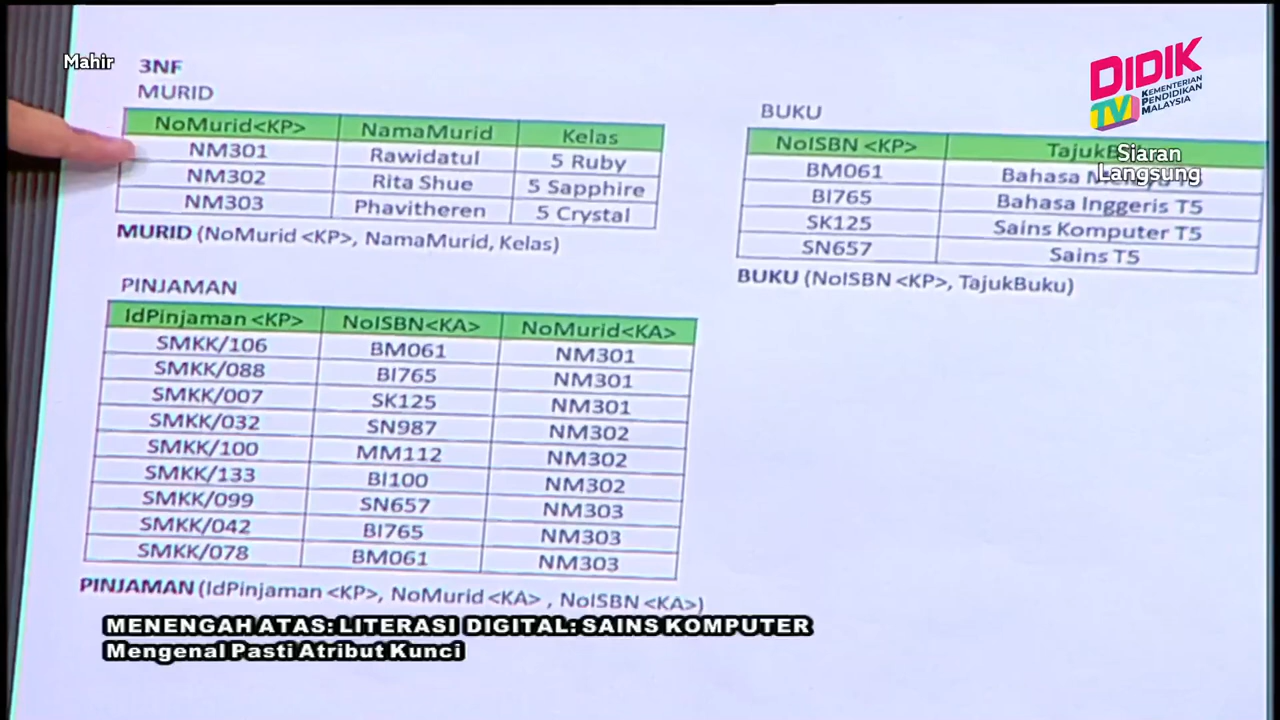 Mahir
3NF
MURID
NoMurid<KP> NamaMurid Kelas
NM301 Rawidatul 5 Ruby
NM302 Rita Shue 5 Sapphire
NM303 Phavitheren 5 Crystal
MURID (NoMurid <KP>, NamaMurid, Kelas)
BUKU
NoISBN <KP>
BM061 Bahasa T5
BI765 Bahasa Inggeris T5
SK125 Sains Komputer T5
SN657 Sains T5
BUKU (NoISBN <KP>, TajukBuku)
PINJAMAN
IdPinjaman <KP> NoISBN<KA> NoMurid<KA>
SMKK/106 BM061 NM301
SMKK/088 BI765 NM301
SMKK/007 SK125 NM301
SMKK/032 SN987 NM302
SMKK/100 MM112 NM302
SMKK/133 BI100 NM302
SMKK/099 SN657 NM303
SMKK/042 BI765 NM303
SMKK/078 BM061 NM303
PINJAMAN (IdPinjaman <KP>, NoMurid <KA> , NoISBN <KA>)
DIDIK
TV
KEMENTERIAN
PENDIDIKAN
MALAYSIA
Siaran
Langsung
MENENGAH ATAS: LITERASI DIGITAL: SAINS KOMPUTER
Mengenal Pasti Atribut Kunci